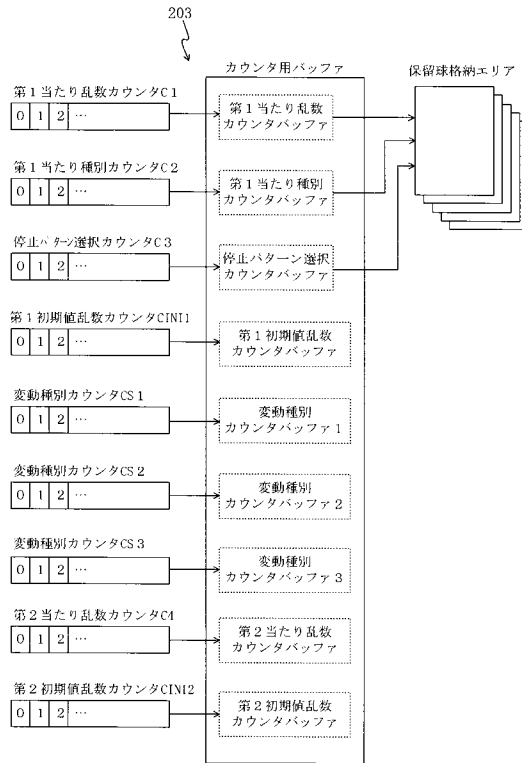 203
カウンタ用バッファ
保留球格納エリア
第1当たり乱数カウンタC1
0 1 2 …
第1当たり乱数
カウンタバッファ
第1当たり種別カウンタC2
0 1 2 …
第1当たり種別
カウンタバッファ
停止パターン選択カウンタC3
0 1 2 …
停止パターン選択
カウンタバッファ
第1初期値乱数カウンタCINI1
0 1 2 …
第1初期値乱数
カウンタバッファ
変動種別カウンタCS1
0 1 2 …
変動種別
カウンタバッファ1
変動種別カウンタCS2
0 1 2 …
変動種別
カウンタバッファ2
変動種別カウンタCS3
0 1 2 …
変動種別
カウンタバッファ3
第2当たり乱数カウンタC4
0 1 2 …
第2当たり乱数
カウンタバッファ
第2初期値乱数カウンタCINI2
0 1 2 …
第2初期値乱数
カウンタバッファ